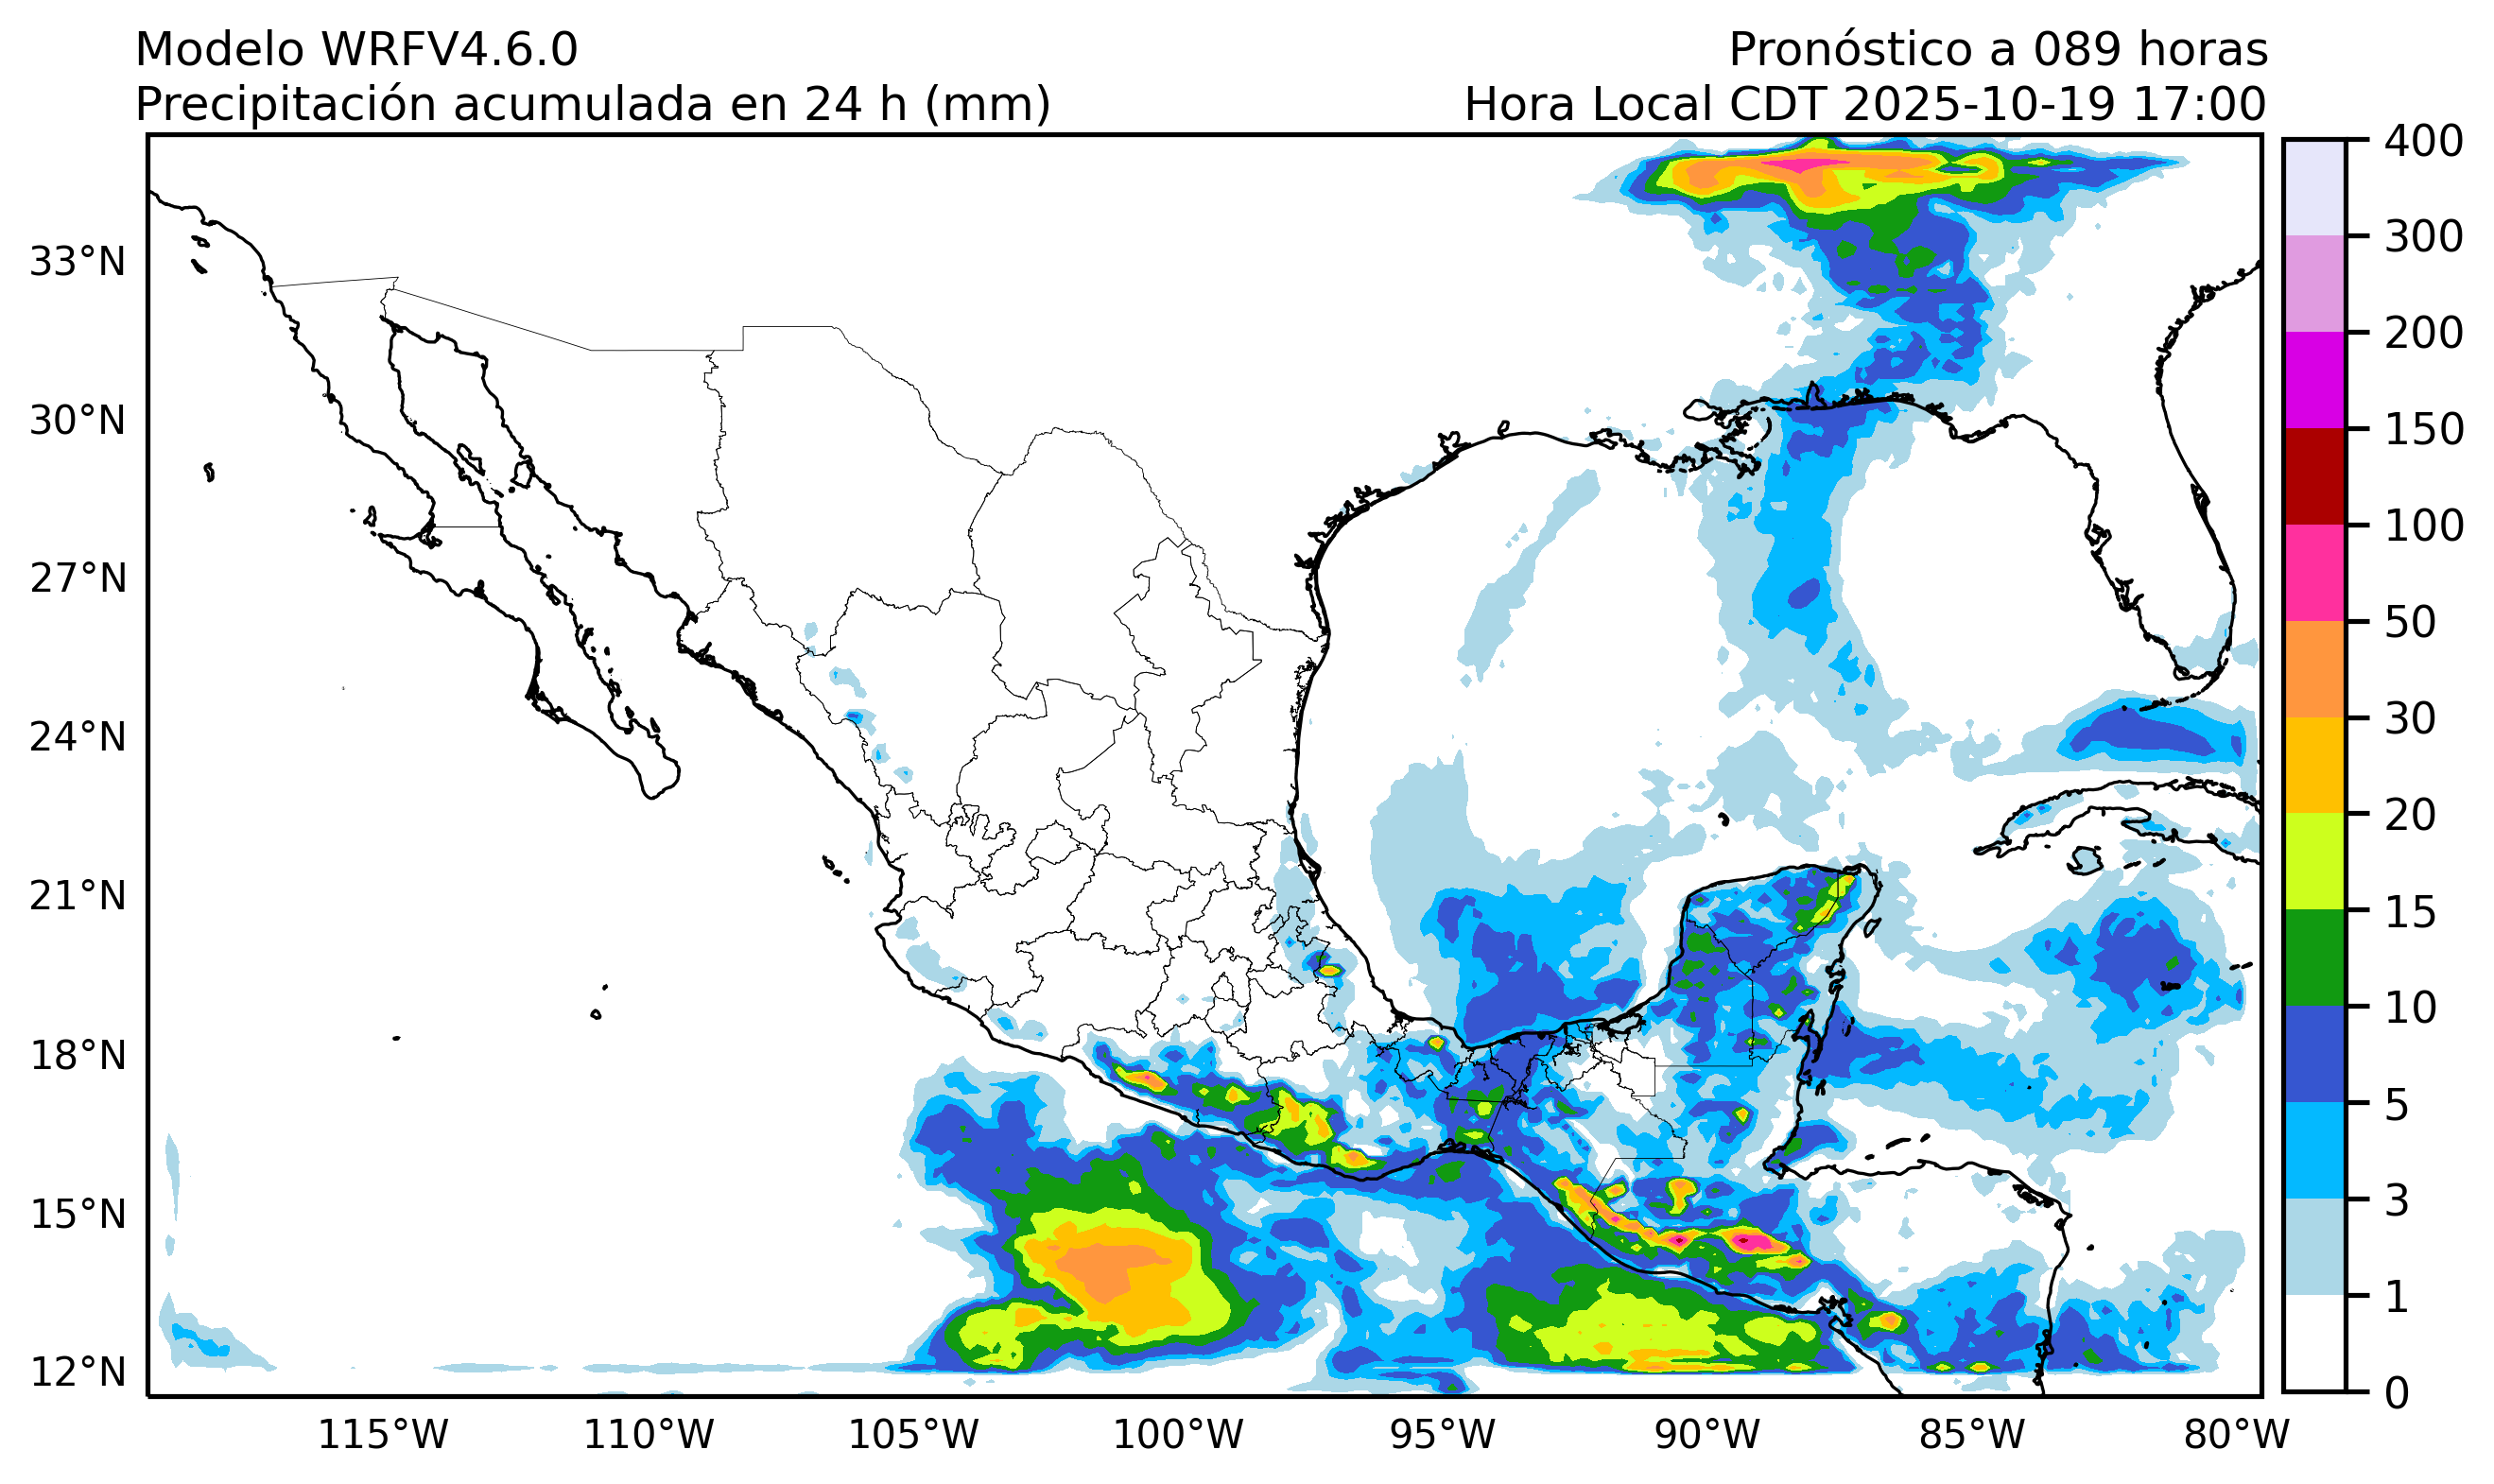 Modelo WRFV4.6.0
Pronóstico a 089 horas
Precipitación acumulada en 24 h (mm)
Hora Local CDT 2025-10-19 17:00
33°N
30°N
27°N
24°N
21°N
18°N
15°N
12°N
115°W
110°W
105°W
100°W
95°W
90°W
85°W
80°W
400
300
200
150
100
50
30
20
15
10
5
3
1
0